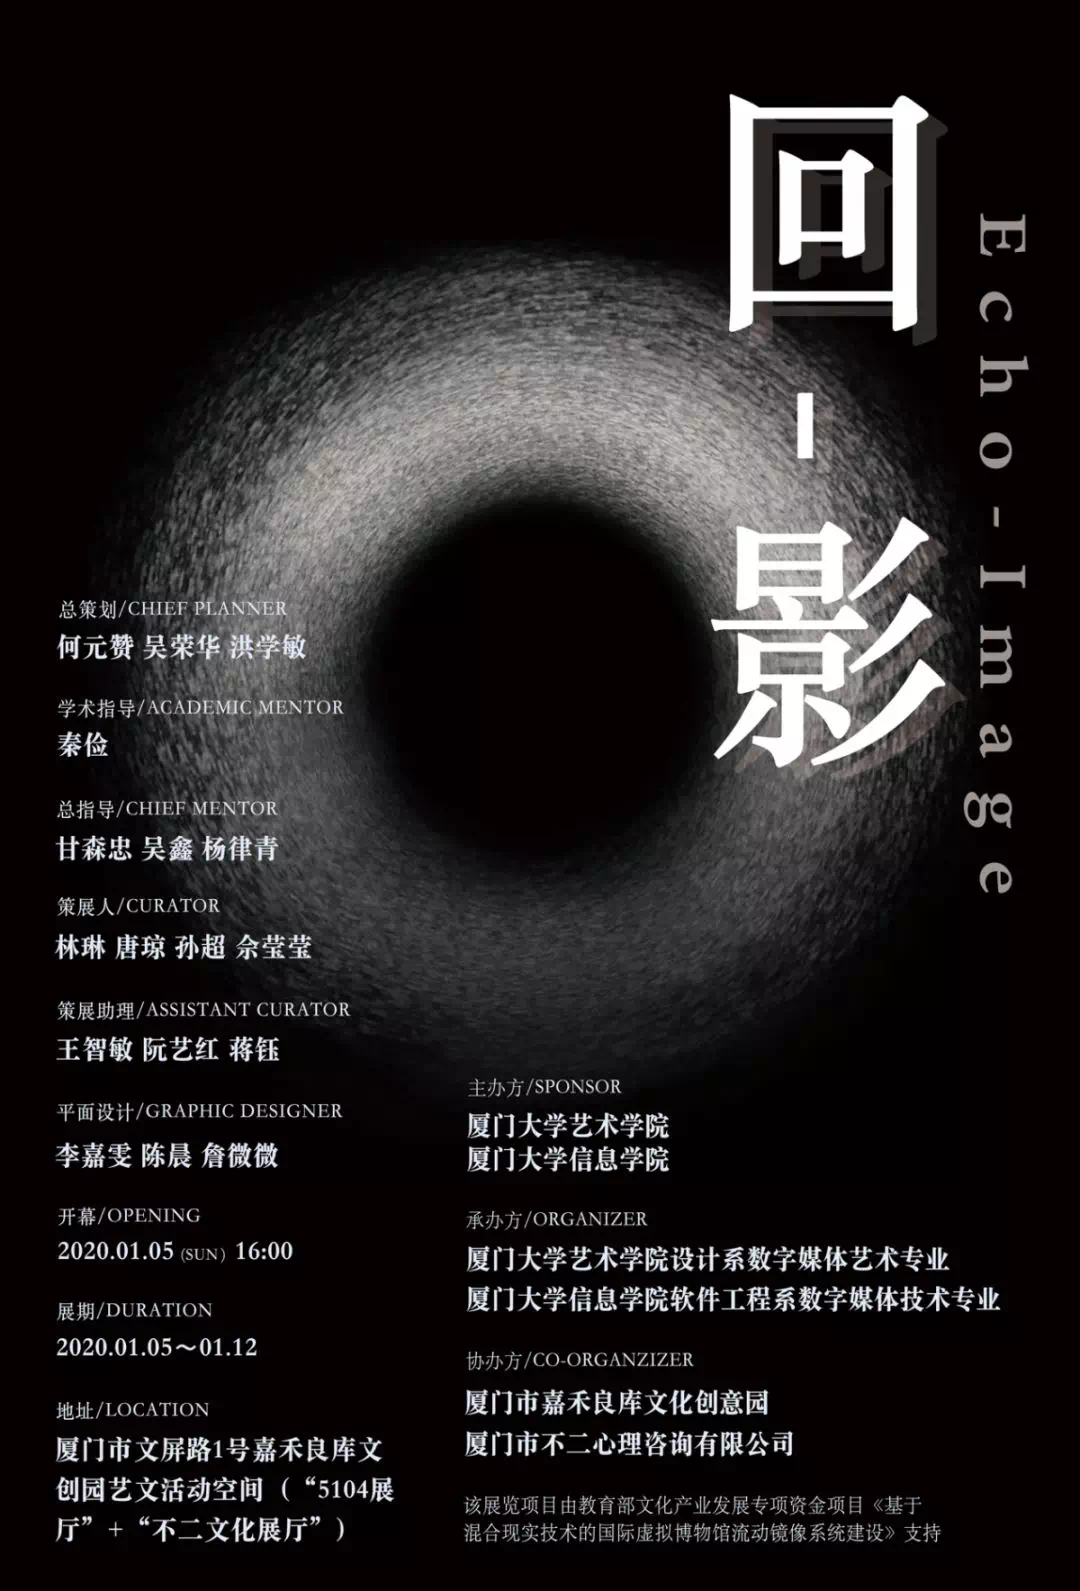 回-影
Echo-Image
总策划/CHIEF PLANNER
何元赞 吴荣华 洪学敏
学术指导/ACADEMIC MENTOR
秦俭
总指导/CHIEF MENTOR
甘森忠 吴鑫 杨律青
策展人/CURATOR
林琳 唐琼 孙超 佘莹莹
策展助理/ASSISTANT CURATOR
王智敏 阮艺红 蒋钰
平面设计/GRAPHIC DESIGNER
李嘉雯 陈晨 詹微微
开幕/OPENING
2020.01.05 (SUN) 16:00
展期/DURATION
2020.01.05～01.12
地址/LOCATION
厦门市文屏路1号嘉禾良库文
创园艺文活动空间（“5104展
厅”+“不二文化展厅”）
主办方/SPONSOR
厦门大学艺术学院
厦门大学信息学院
承办方/ORGANIZER
厦门大学艺术学院设计系数字媒体艺术专业
厦门大学信息学院软件工程系数字媒体技术专业
协办方/CO-ORGANZIZER
厦门市嘉禾良库文化创意园
厦门市不二心理咨询有限公司
该展览项目由教育部文化产业发展专项资金项目《基于
混合现实技术的国际虚拟博物馆流动镜像系统建设》支持